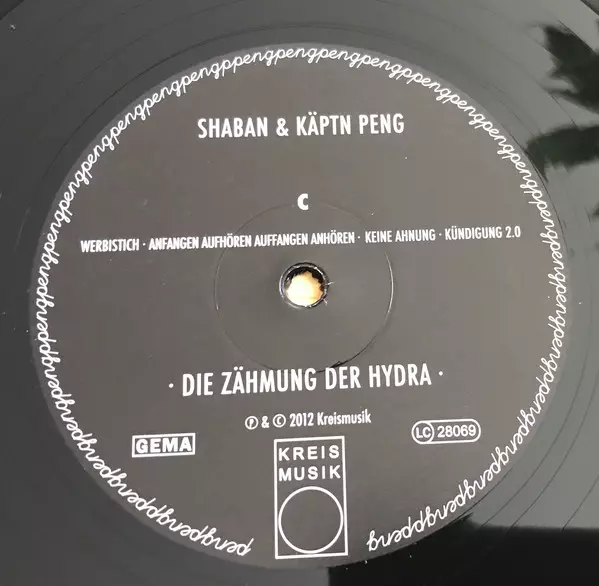 SHABAN & KÄPTN PENG
C
WERBISTICH · ANFANGEN AUFHÖREN AUFFANGEN ANHÖREN · KEINE AHNUNG · KÜNDIGUNG 2.0
· DIE ZÄHMUNG DER HYDRA ·
℗ & © 2012 Kreismusik
GEMA
LC 28069
KREIS
MUSIK